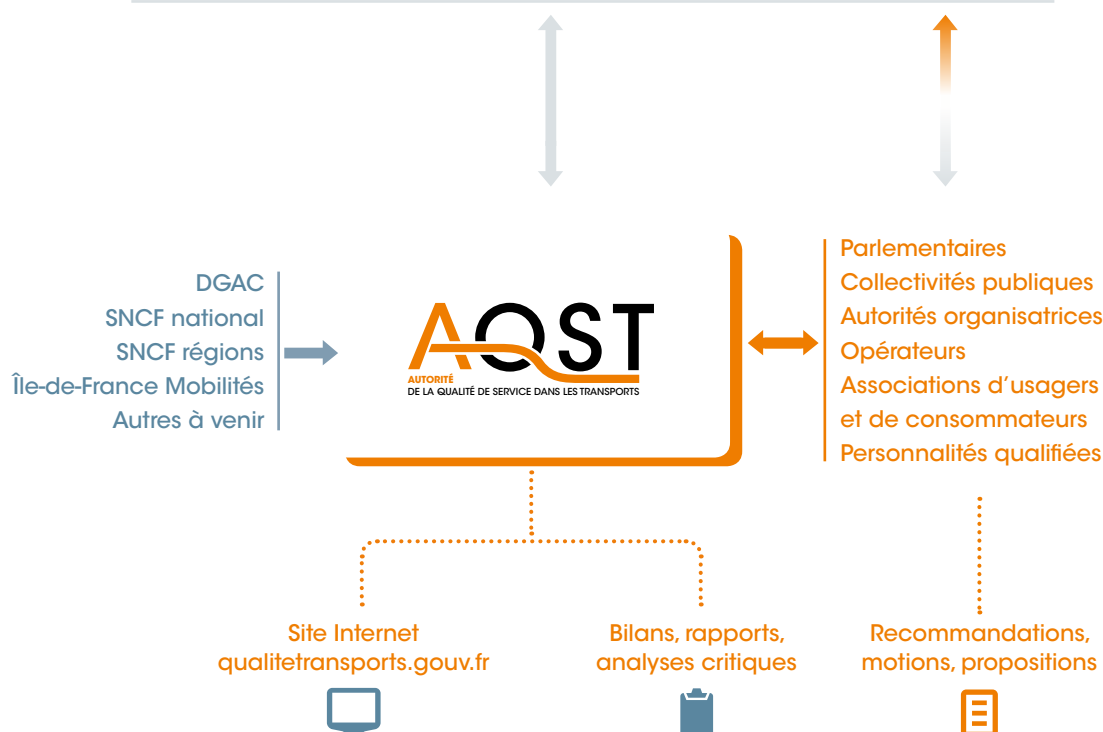 DGAC
SNCF national
SNCF régions
Île-de-France Mobilités
Autres à venir
AQST
AUTORITÉ
DE LA QUALITÉ DE SERVICE DANS LES TRANSPORTS
Parlementaires
Collectivités publiques
Autorités organisatrices
Opérateurs
Associations d’usagers
et de consommateurs
Personnalités qualifiées
Site Internet
qualitetransports.gouv.fr
Bilans, rapports,
analyses critiques
Recommandations,
motions, propositions